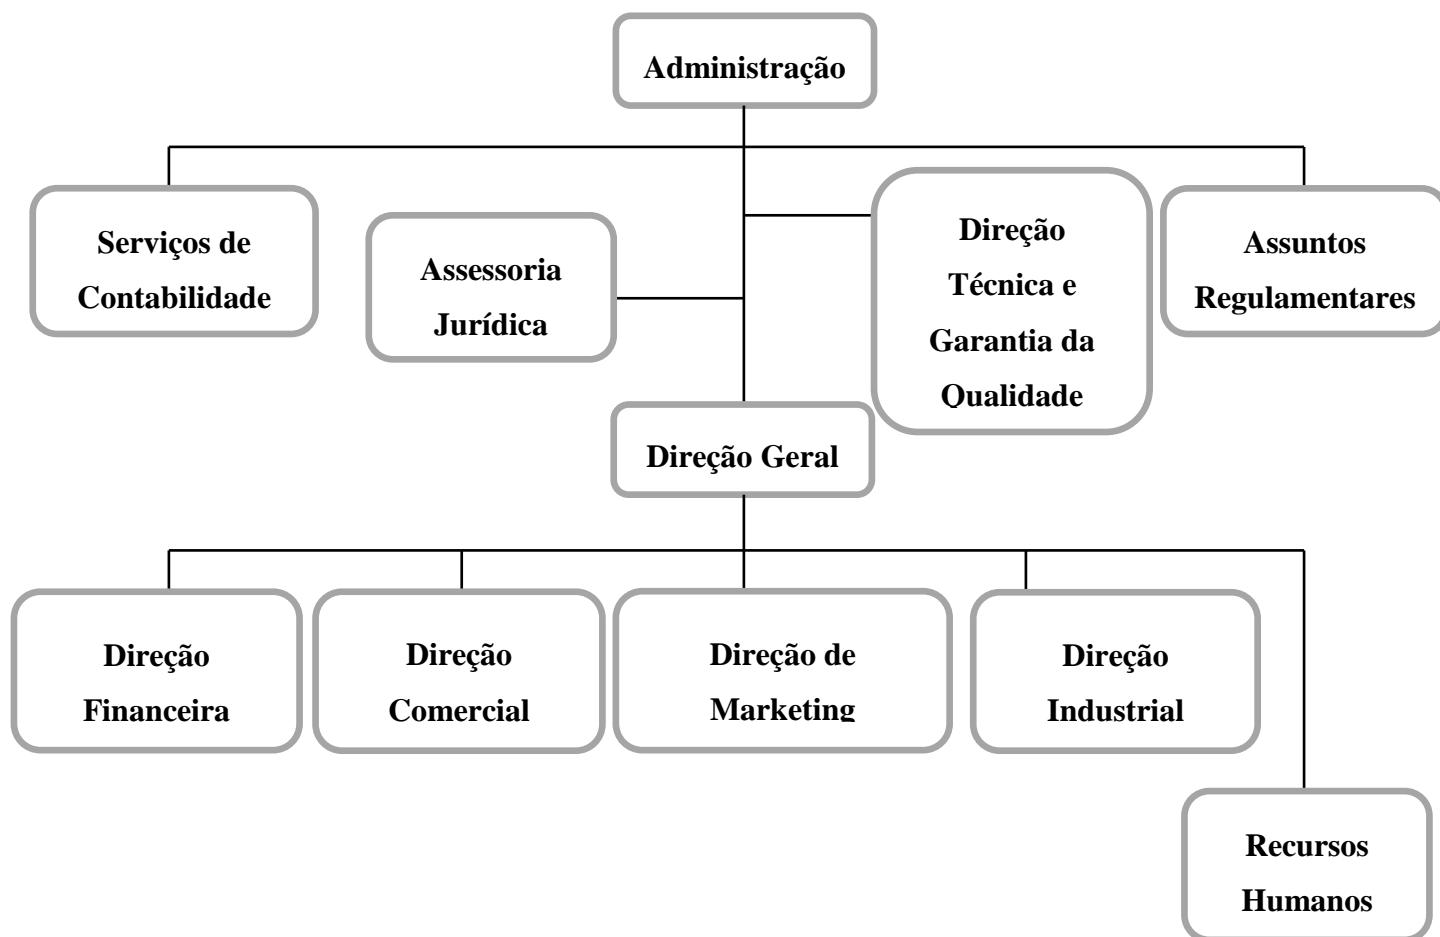 Administração
Serviços de
Contabilidade
Assessoria
Jurídica
Direção
Técnica e
Garantia da
Qualidade
Assuntos
Regulamentares
Direção Geral
Direção
Financeira
Direção
Comercial
Direção de
Marketing
Direção
Industrial
Recursos
Humanos